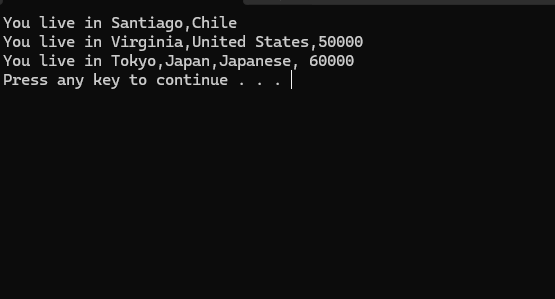 You live in Santiago,Chile
You live in Virginia,United States,50000
You live in Tokyo,Japan,Japanese, 60000
Press any key to continue . . .